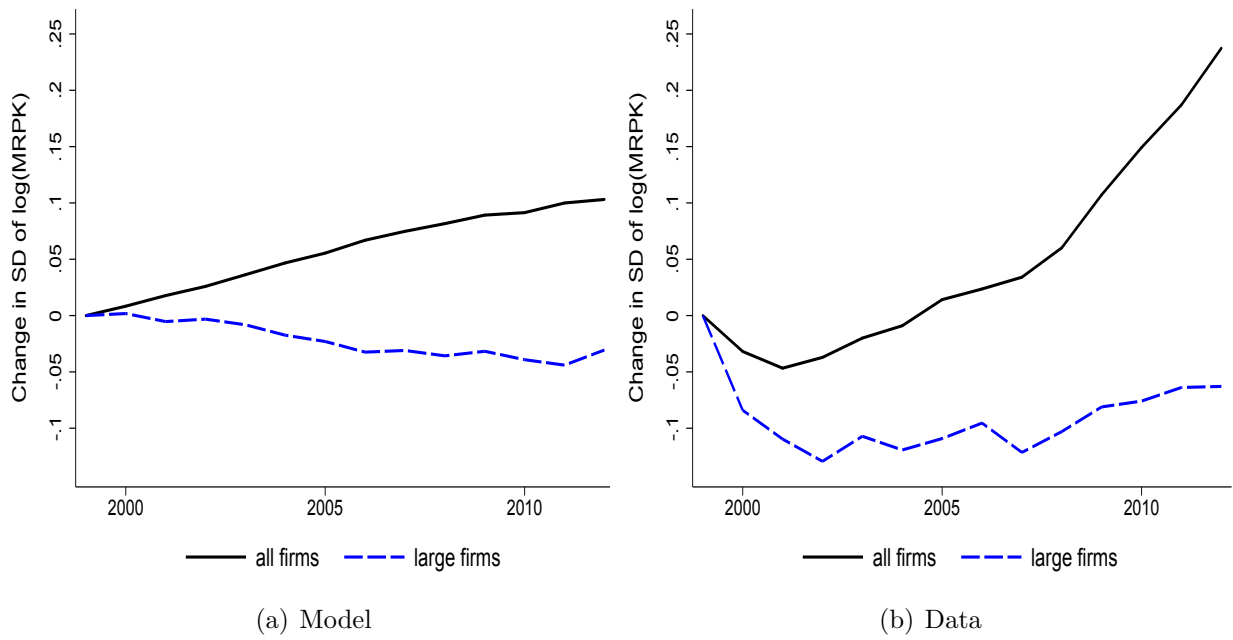 Change in SD of log(MRPK)
.25
.2
.15
.1
.05
0
-.05
-.1
2000 2005 2010
all firms large firms
(a) Model
Change in SD of log(MRPK)
.25
.2
.15
.1
.05
0
-.05
-.1
2000 2005 2010
all firms large firms
(b) Data